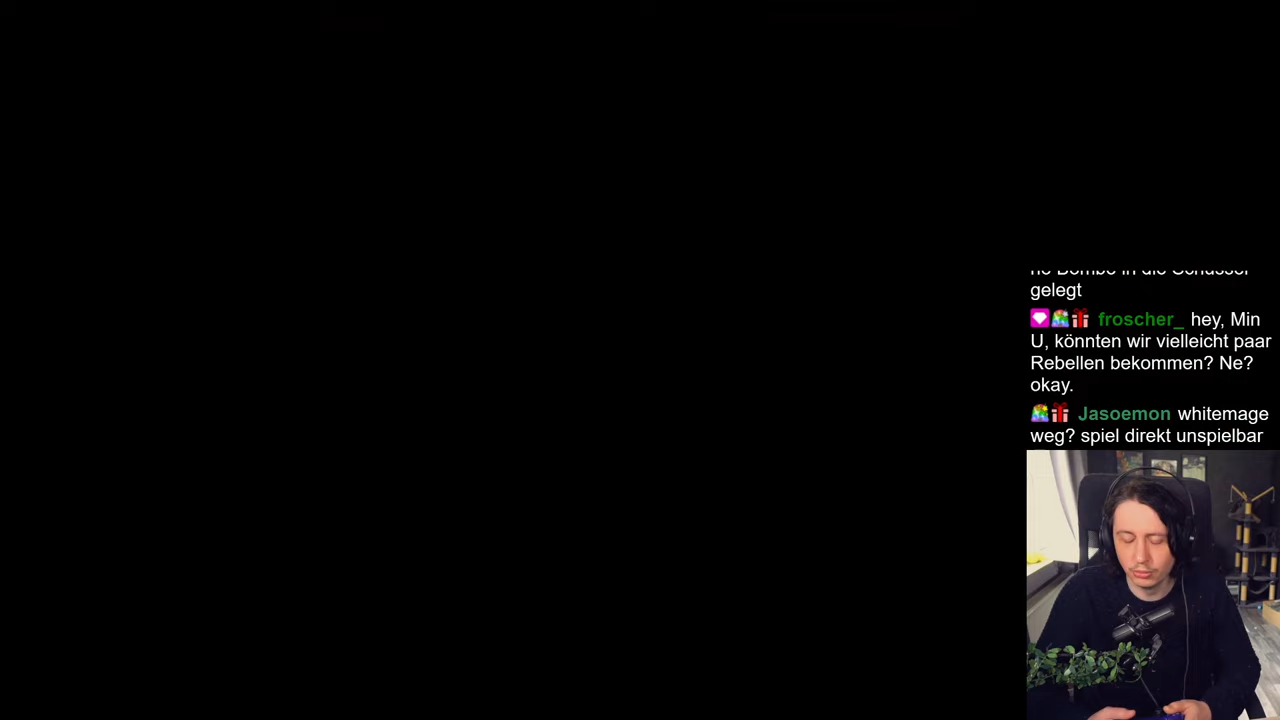 gelegt
froscher_ hey, Min
U, könnten wir vielleicht paar
Rebellen bekommen? Ne?
okay.
Jasoemon whitemage
weg? spiel direkt unspielbar